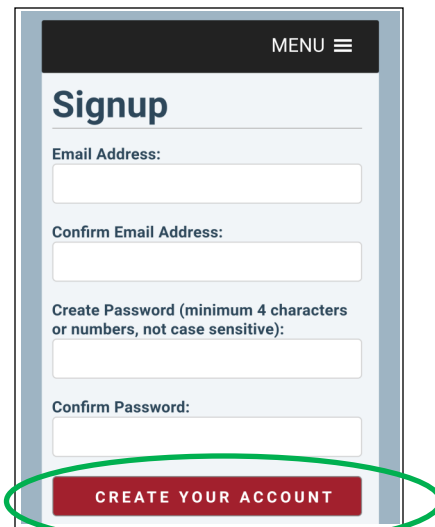 MENU
Signup
Email Address:
Confirm Email Address:
Create Password (minimum 4 characters
or numbers, not case sensitive):
Confirm Password:
CREATE YOUR ACCOUNT